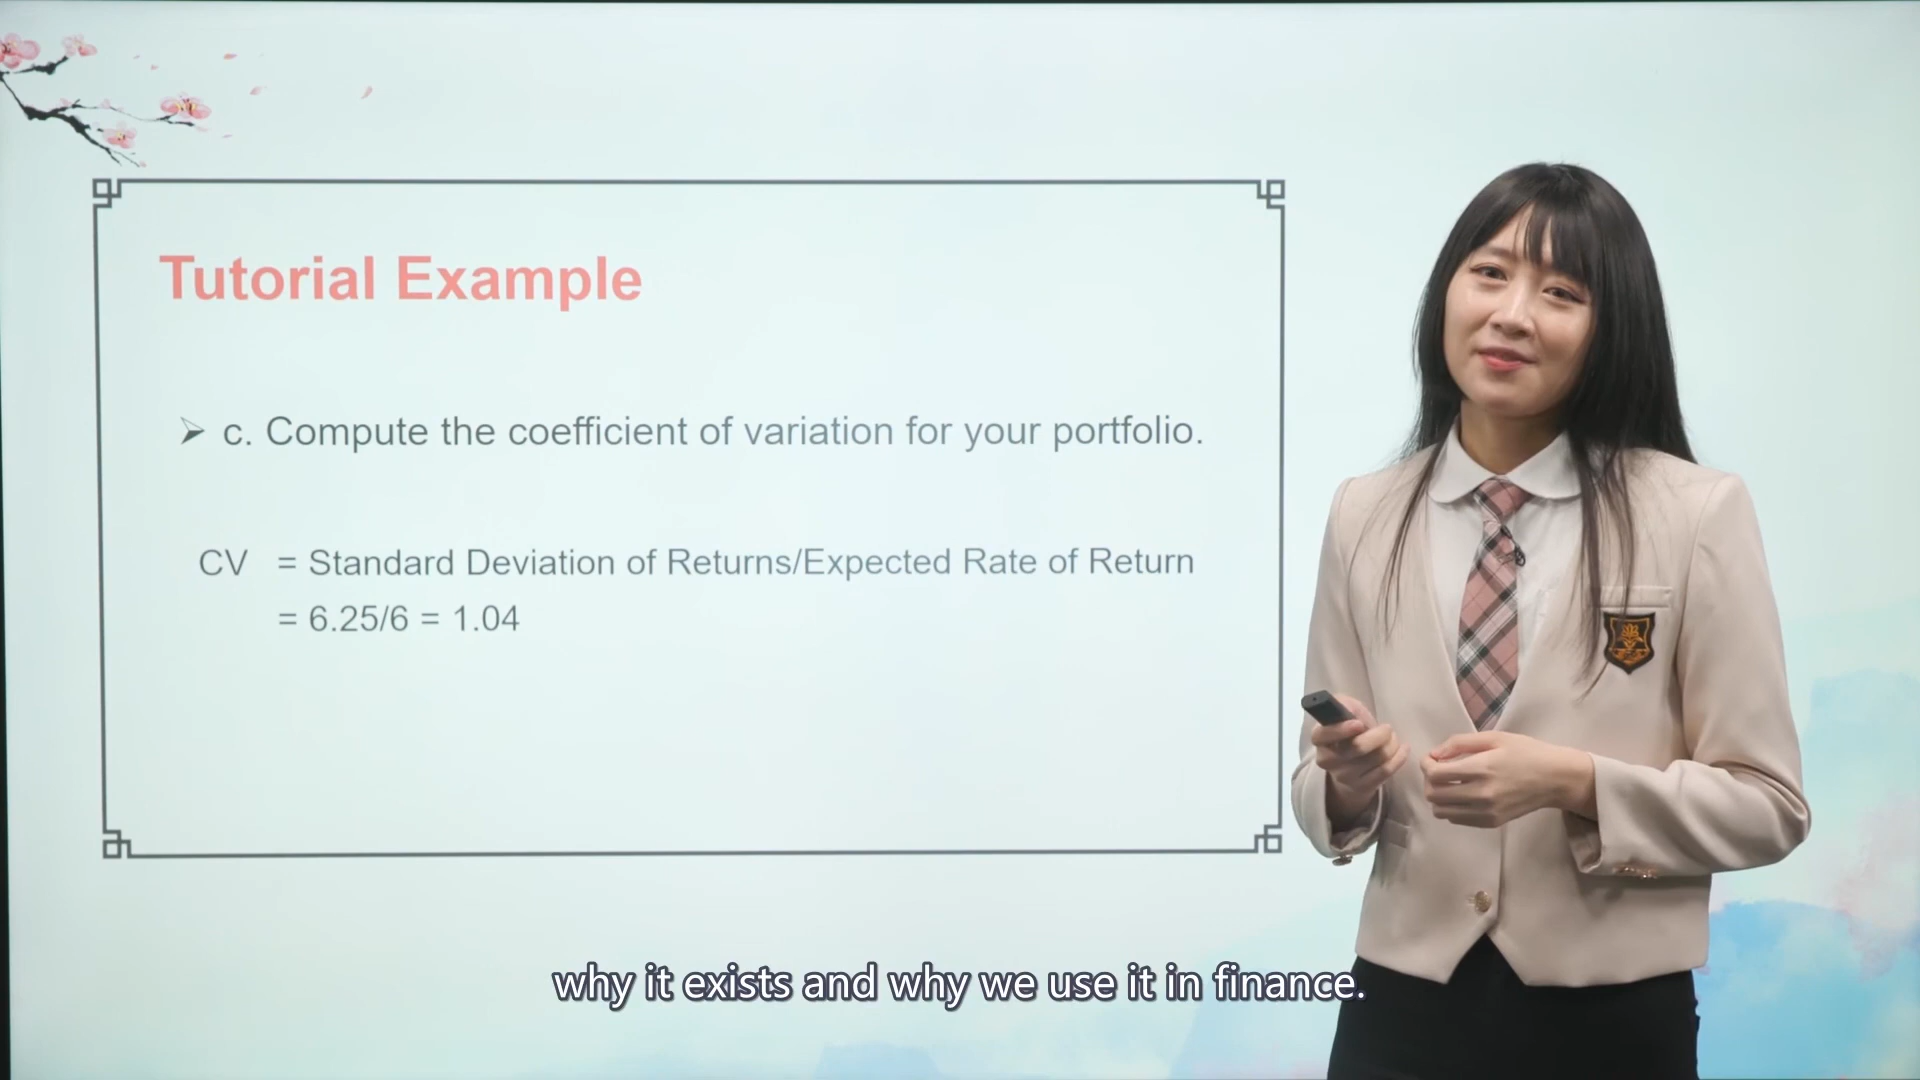 Tutorial Example
➢ c. Compute the coefficient of variation for your portfolio.
CV = Standard Deviation of Returns/Expected Rate of Return
= 6.25/6 = 1.04
why it exists and why we use it in finance.